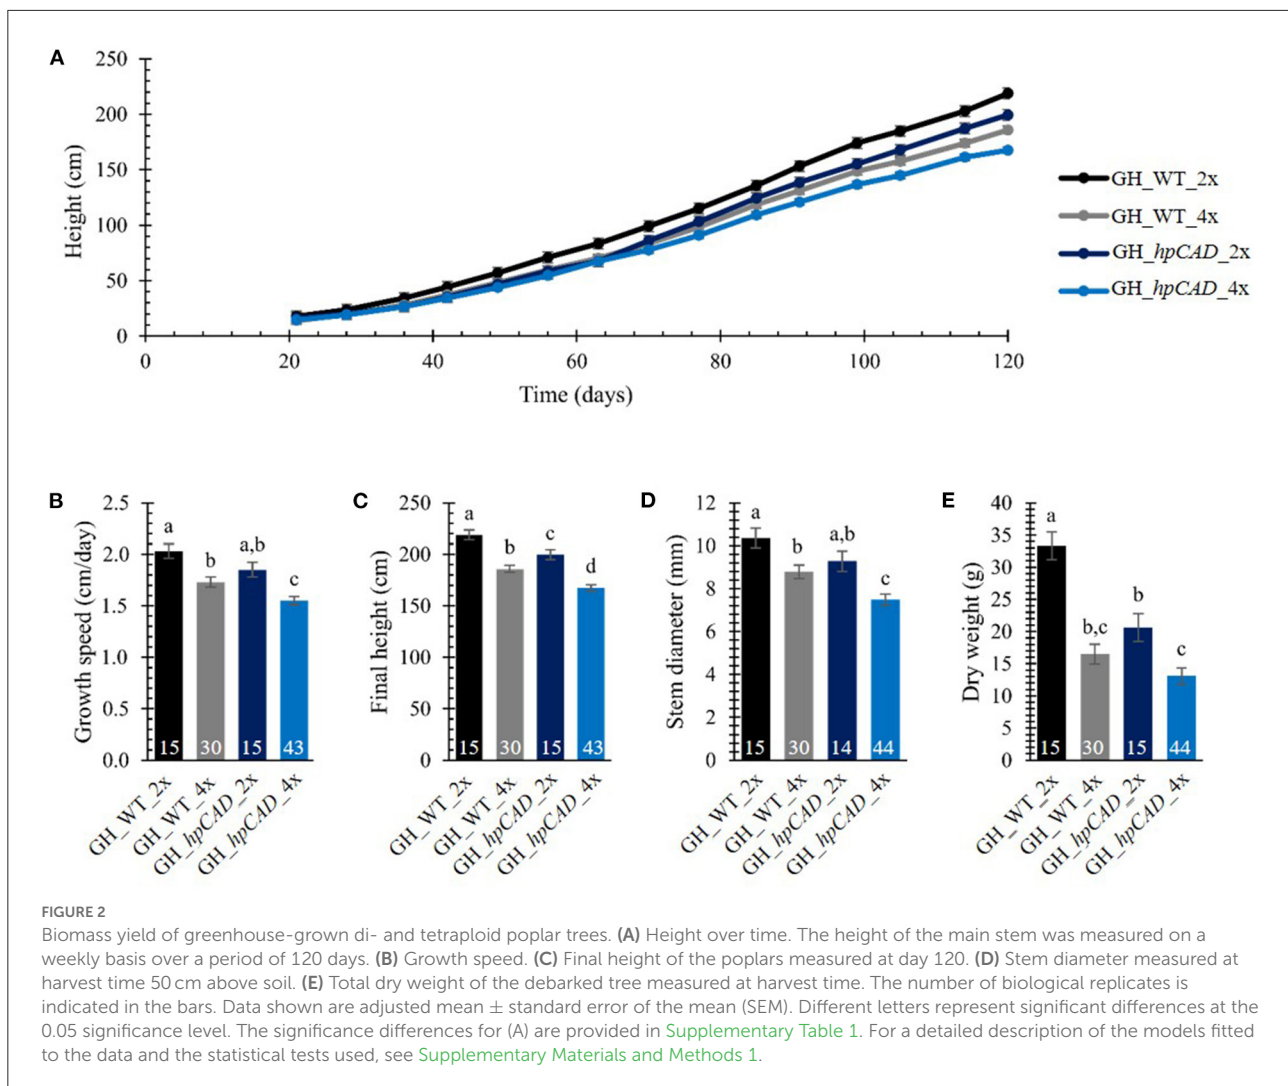 A
Height (cm)
250
200
150
100
50
0
0 20 40 60 80 100 120
Time (days)
GH_WT_2x
GH_WT_4x
GH_hpCAD_2x
GH_hpCAD_4x
B
Growth speed (cm/day)
2.5
2.0
1.5
1.0
0.5
0.0
a b a,b c
15 30 15 43
GH_WT_2x
GH_WT_4x
GH_hpCAD_2x
GH_hpCAD_4x
C
Final height (cm)
250
200
150
200
50
0
a b c d
15 30 15 43
GH_WT_2x
GH_WT_4x
GH_hpCAD_2x
GH_hpCAD_4x
D
Stem diameter (mm)
12
10
8
6
4
2
0
a b a,b c
15 30 14 44
GH_WT_2x
GH_WT_4x
GH_hpCAD_2x
GH_hpCAD_4x
E
Dry weight (g)
40
35
30
25
20
15
10
5
0
a b,c b c
15 30 15 44
GH_WT_2x
GH_WT_4x
GH_hpCAD_2x
GH_hpCAD_4x
FIGURE 2
Biomass yield of greenhouse-grown di- and tetraploid poplar trees. (A) Height over time. The height of the main stem was measured on a
weekly basis over a period of 120 days. (B) Growth speed. (C) Final height of the poplars measured at day 120. (D) Stem diameter measured at
harvest time 50 cm above soil. (E) Total dry weight of the debarked tree measured at harvest time. The number of biological replicates is
indicated in the bars. Data shown are adjusted mean ± standard error of the mean (SEM). Different letters represent significant differences at the
0.05 significance level. The significance differences for (A) are provided in Supplementary Table 1. For a detailed description of the models fitted
to the data and the statistical tests used, see Supplementary Materials and Methods 1.